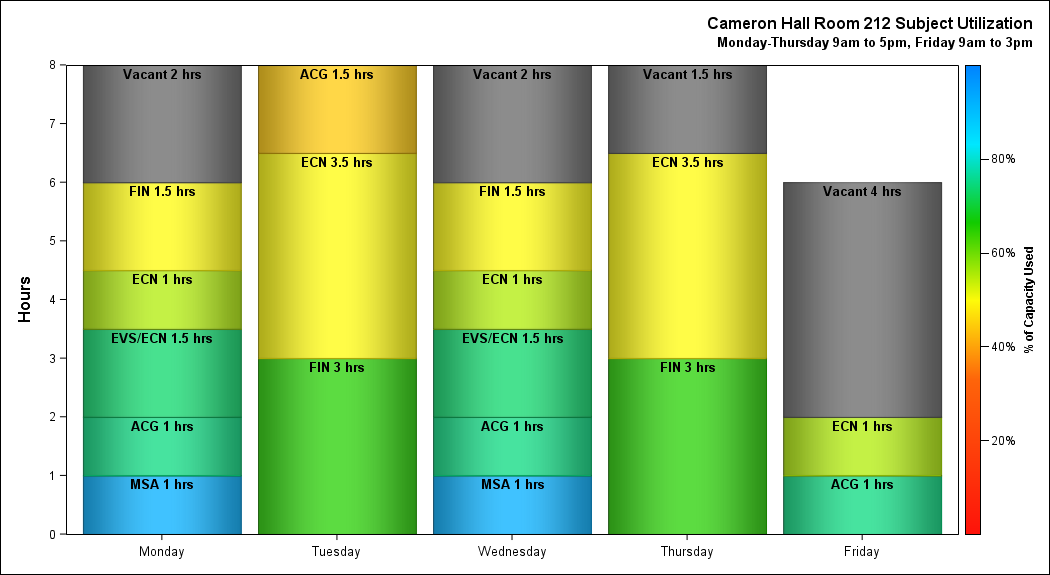 Cameron Hall Room 212 Subject Utilization
Monday-Thursday 9am to 5pm, Friday 9am to 3pm
Hours
8
7
6
5
4
3
2
1
0
Vacant 2 hrs
FIN 1.5 hrs
ECN 1 hrs
EVS/ECN 1.5 hrs
ACG 1 hrs
MSA 1 hrs
Monday
ACG 1.5 hrs
ECN 3.5 hrs
FIN 3 hrs
Tuesday
Vacant 2 hrs
FIN 1.5 hrs
ECN 1 hrs
EVS/ECN 1.5 hrs
ACG 1 hrs
MSA 1 hrs
Wednesday
Vacant 1.5 hrs
ECN 3.5 hrs
FIN 3 hrs
Thursday
Vacant 4 hrs
ECN 1 hrs
ACG 1 hrs
Friday
80%
60%
40%
20%
% of Capacity Used